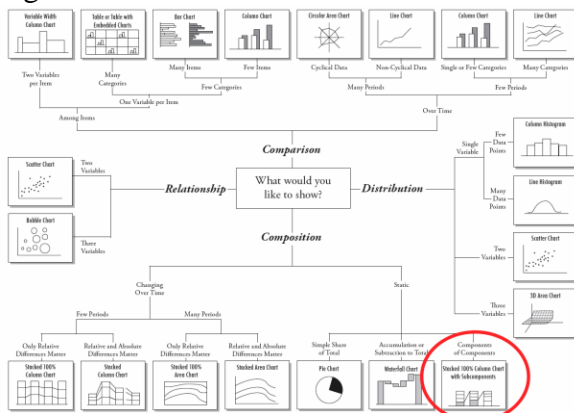 Variable Width
Column Chart
Table or Table with
Embedded Charts
Bar Chart
Column Chart
Circular Area Chart
Line Chart
Column Chart
Line Chart
Two Variables
per Item
Many
Categories
Many Items
Few Items
Cyclical Data
Non-Cyclical Data
Single or Few Categories
Many Categories
Few Categories
Many Periods
Few Periods
One Variable per Item
Among Items
Over Time
Comparison
What would you
like to show?
Relationship
Scatter Chart
Two
Variables
Bubble Chart
Three
Variables
Distribution
Single
Variable
Few
Data
Points
Column Histogram
Many
Data
Points
Line Histogram
Two
Variables
Scatter Chart
Three
Variables
3D Area Chart
Composition
Changing
Over Time
Static
Few Periods
Many Periods
Only Relative
Differences Matter
Relative and Absolute
Differences Matter
Only Relative
Differences Matter
Relative and Absolute
Differences Matter
Simple Share
of Total
Accumulation or
Subtraction to Total
Components
of Components
Stacked 100%
Column Chart
Stacked
Column Chart
Stacked 100%
Area Chart
Stacked Area Chart
Pie Chart
Waterfall Chart
Stacked 100% Column Chart
with Subcomponents